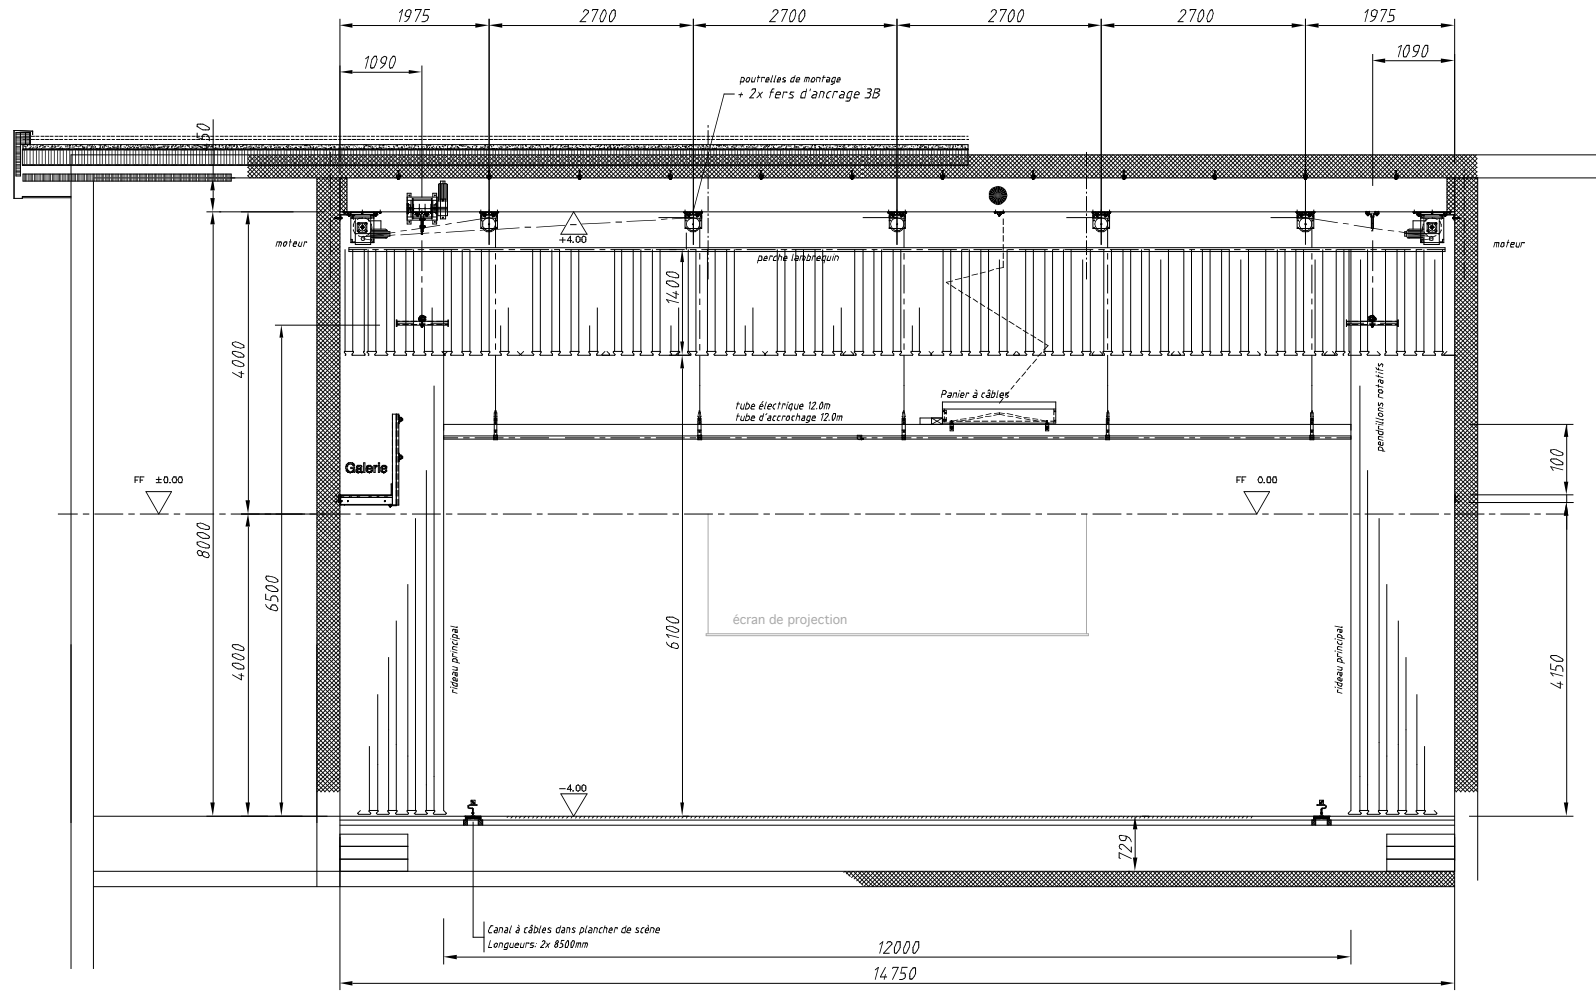 1975
2700
2700
2700
2700
1975
1090
1090
poutrelles de montage
+ 2x fers d'ancrage 3B
moteur
+4.00
perche lambrequin
moteur
1400
4000
pendrillons rotatifs
tube électrique 12.0m
tube d'accrochage 12.0m
Panier à câbles
Galerie
100
FF ±0.00
FF 0.00
8000
6500
4000
rideau principal
6100
écran de projection
rideau principal
4150
-4.00
729
Canal à câbles dans plancher de scène
Longueurs: 2x 8500mm
12000
14750